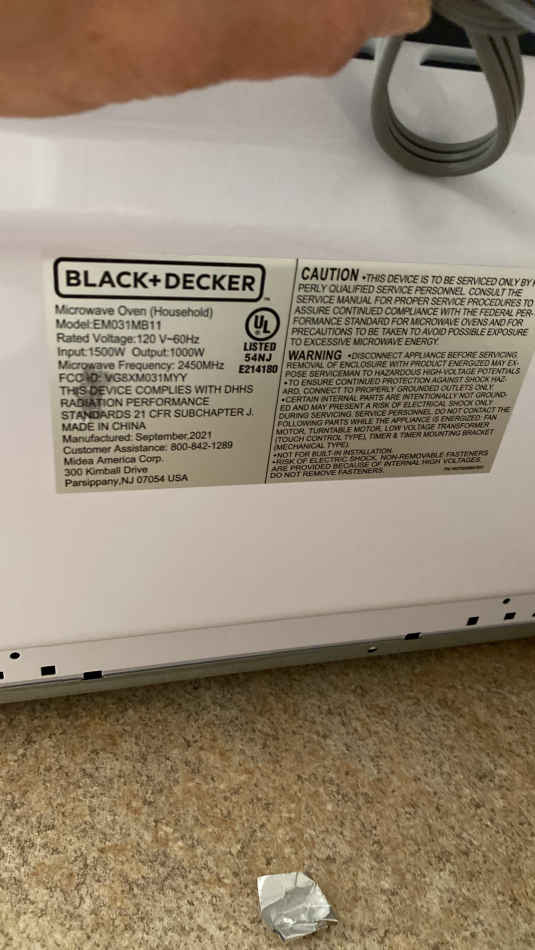 BLACK+DECKER
Microwave Oven (Household)
Model:EM031MB11
Rated Voltage:120 V~60Hz
Input:1500W Output:1000W
Microwave Frequency: 2450MHz
FCC ID: VG8XM031MYY
THIS DEVICE COMPLIES WITH DHHS
RADIATION PERFORMANCE
STANDARDS 21 CFR SUBCHAPTER J.
MADE IN CHINA
Manufactured: September,2021
Customer Assistance: 800-842-1289
Midea America Corp.
300 Kimball Drive
Parsippany,NJ 07054 USA
UL
LISTED
54NJ
E214180
CAUTION •THIS DEVICE IS TO BE SERVICED ONLY BY
PERLY QUALIFIED SERVICE PERSONNEL. CONSULT THE
SERVICE MANUAL FOR PROPER SERVICE PROCEDURES TO
ASSURE CONTINUED COMPLIANCE WITH THE FEDERAL PER-
FORMANCE STANDARD FOR MICROWAVE OVENS AND FOR
PRECAUTIONS TO BE TAKEN TO AVOID POSSIBLE EXPOSURE
TO EXCESSIVE MICROWAVE ENERGY.
WARNING •DISCONNECT APPLIANCE BEFORE SERVICING.
REMOVAL OF ENCLOSURE WITH PRODUCT ENERGIZED MAY EX-
POSE SERVICEMAN TO HAZARDOUS HIGH-VOLTAGE POTENTIALS.
•TO ENSURE CONTINUED PROTECTION AGAINST SHOCK HAZ-
ARD, CONNECT TO PROPERLY GROUNDED OUTLETS ONLY.
•CERTAIN INTERNAL PARTS ARE INTENTIONALLY NOT GROUND-
ED AND MAY PRESENT A RISK OF ELECTRICAL SHOCK ONLY
DURING SERVICING. SERVICE PERSONNEL DO NOT CONTACT THE
FOLLOWING PARTS WHILE THE APPLIANCE IS ENERGIZED: FAN
MOTOR, TURNTABLE MOTOR, LOW VOLTAGE TRANSFORMER
(TOUCH CONTROL TYPE), TIMER & TIMER MOUNTING BRACKET
(MECHANICAL TYPE).
•NOT FOR BUILT-IN INSTALLATION.
•RISK OF ELECTRIC SHOCK, NON-REMOVABLE FASTENERS
ARE PROVIDED BECAUSE OF INTERNAL HIGH VOLTAGES,
DO NOT REMOVE FASTENERS.